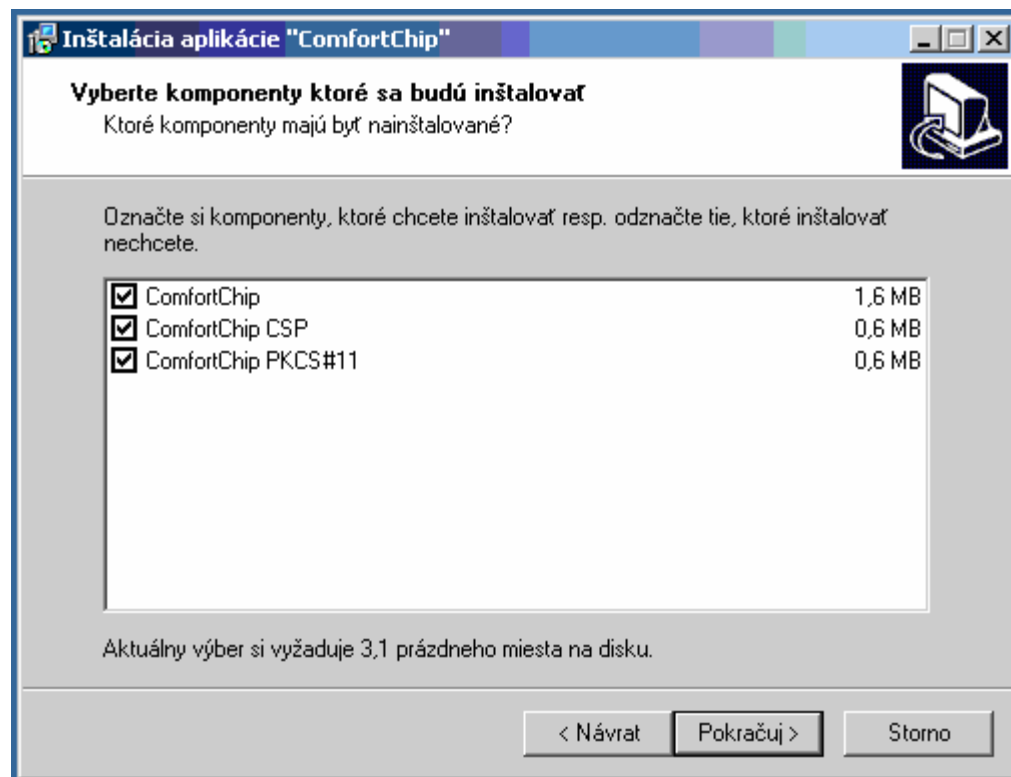 Inštalácia aplikácie "ComfortChip"
Vyberte komponenty ktoré sa budú inštalovať
Ktoré komponenty majú byť nainštalované?
Označte si komponenty, ktoré chcete inštalovať resp. odznačte tie, ktoré inštalovať
nechcete.
ComfortChip 1,6 MB
ComfortChip CSP 0,6 MB
ComfortChip PKCS#11 0,6 MB
Aktuálny výber si vyžaduje 3,1 prázdneho miesta na disku.
< Návrat Pokračuj > Storno